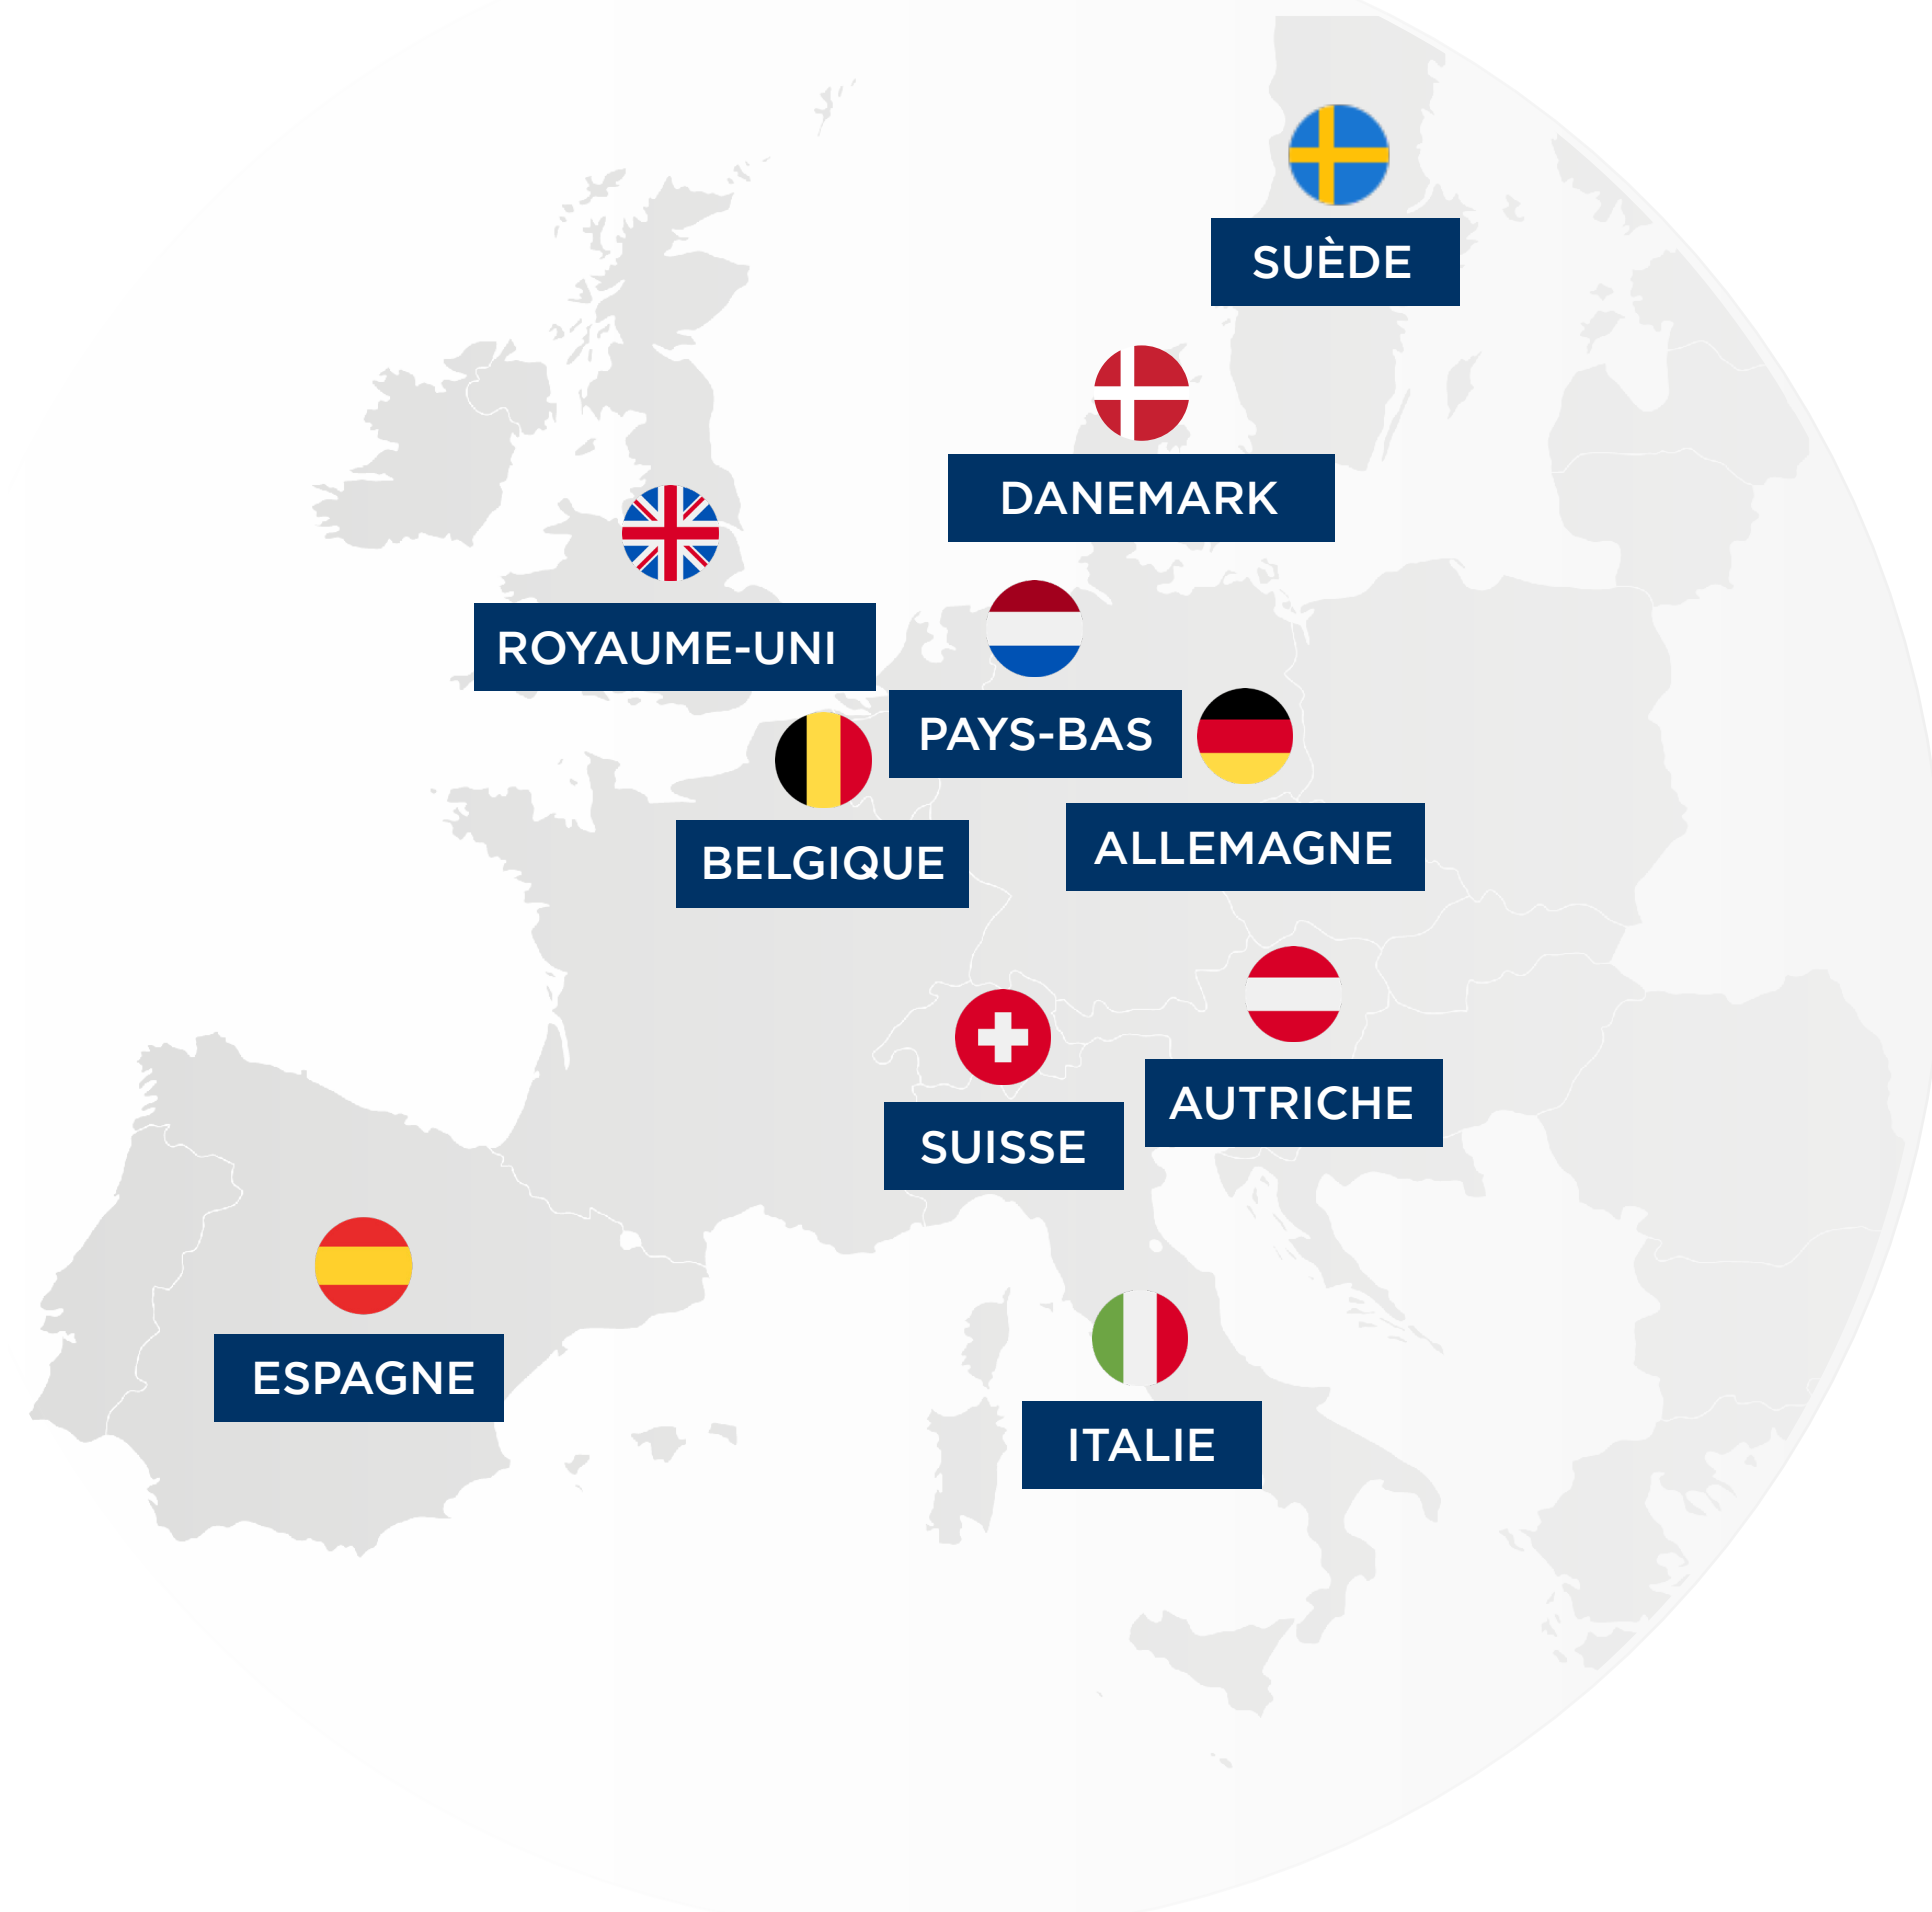 SUÈDE
DANEMARK
ROYAUME-UNI
PAYS-BAS
ALLEMAGNE
BELGIQUE
AUTRICHE
SUISSE
ESPAGNE
ITALIE